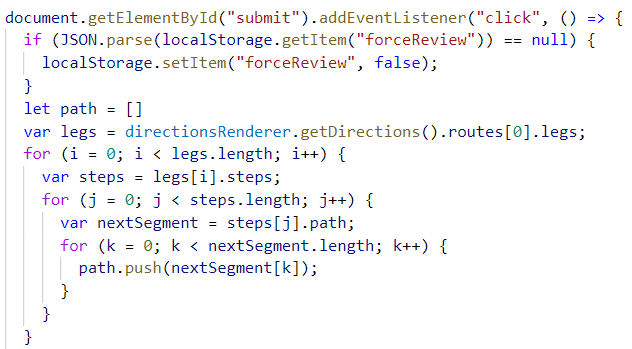 document.getElementById("submit").addEventListener("click", () => {
  if (JSON.parse(localStorage.getItem("forceReview")) == null) {
    localStorage.setItem("forceReview", false);
  }
  let path = []
  var legs = directionsRenderer.getDirections().routes[0].legs;
  for (i = 0; i < legs.length; i++) {
    var steps = legs[i].steps;
    for (j = 0; j < steps.length; j++) {
      var nextSegment = steps[j].path;
      for (k = 0; k < nextSegment.length; k++) {
        path.push(nextSegment[k]);
      }
    }
  }